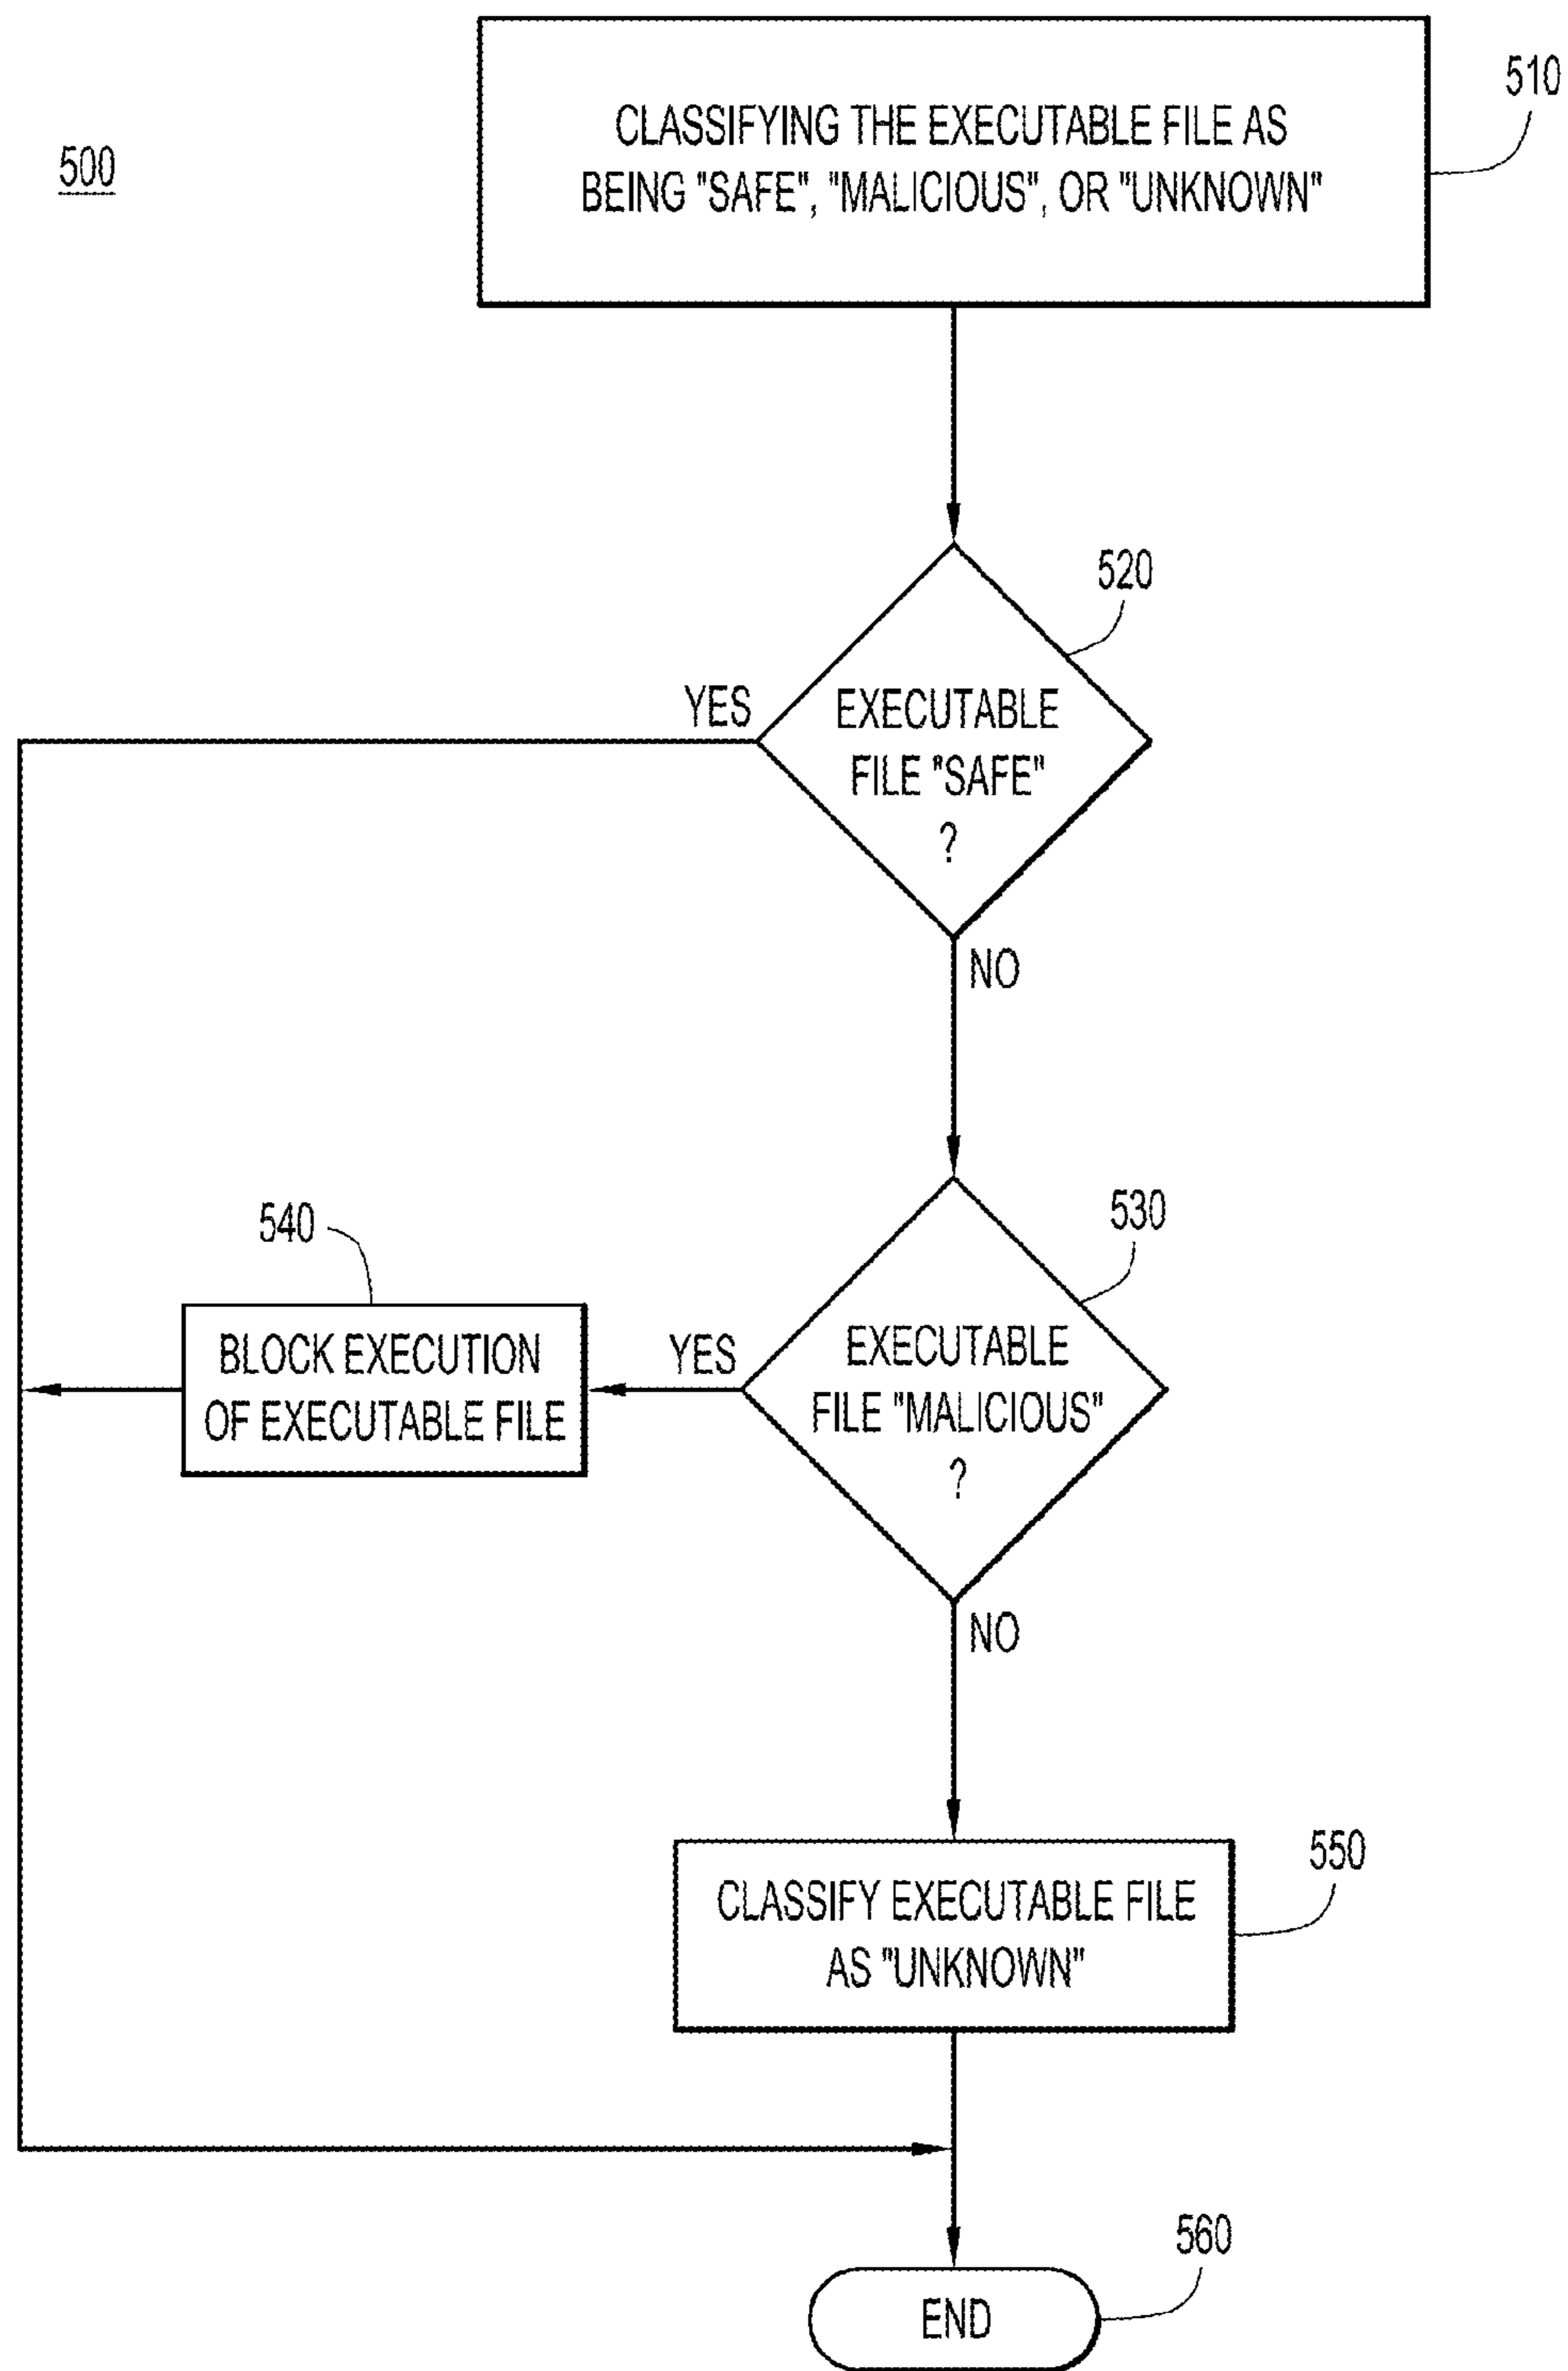 500
CLASSIFYING THE EXECUTABLE FILE AS
BEING "SAFE", "MALICIOUS", OR "UNKNOWN"
510
520
YES
EXECUTABLE
FILE "SAFE"
?
NO
530
540
BLOCK EXECUTION
OF EXECUTABLE FILE
YES
EXECUTABLE
FILE "MALICIOUS"
?
NO
550
CLASSIFY EXECUTABLE FILE
AS "UNKNOWN"
560
END